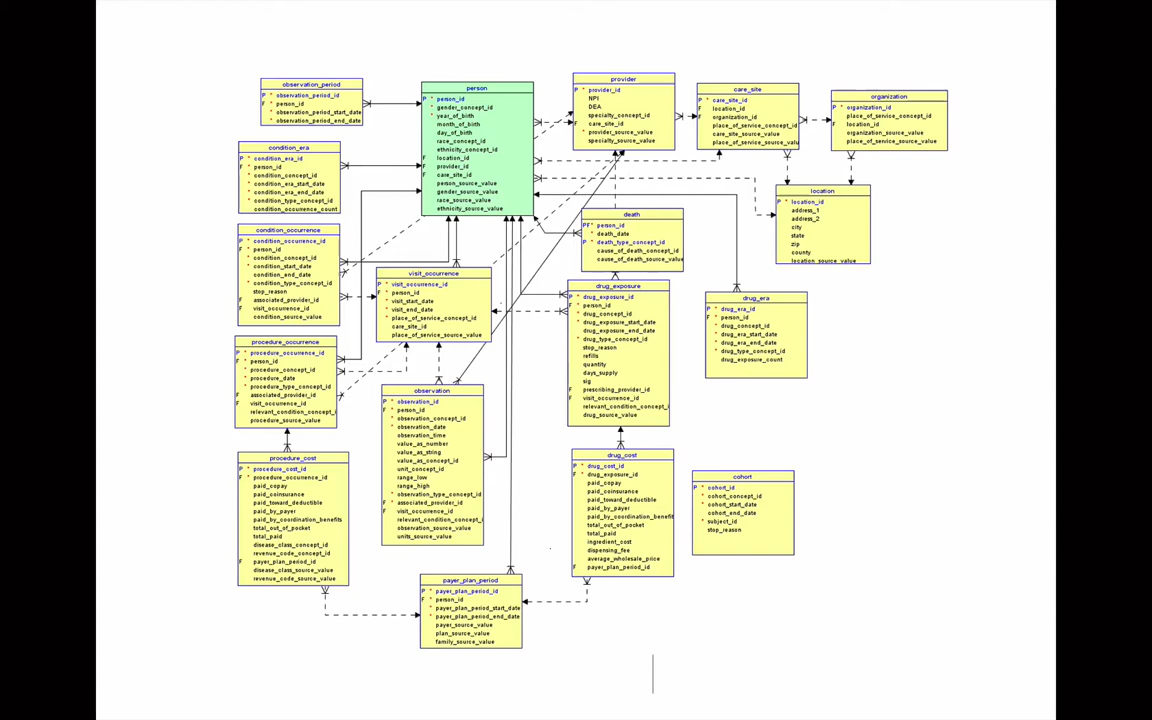 observation_period
P * observation_period_id
F * person_id
* observation_period_start_date
* observation_period_end_date
person
P * person_id
* gender_concept_id
* year_of_birth
month_of_birth
day_of_birth
race_concept_id
ethnicity_concept_id
F location_id
F provider_id
F care_site_id
person_source_value
gender_source_value
race_source_value
ethnicity_source_value
provider
P * provider_id
NPI
DEA
specialty_concept_id
F care_site_id
* provider_source_value
specialty_source_value
care_site
P * care_site_id
F location_id
F organization_id
place_of_service_concept_i
care_site_source_value
place_of_service_source_valu
organization
P * organization_id
place_of_service_concept_id
F location_id
organization_source_value
place_of_service_source_value
condition_era
P * condition_era_id
F * person_id
* condition_concept_id
* condition_era_start_date
* condition_era_end_date
* condition_type_concept_id
condition_occurrence_count
location
P * location_id
address_1
address_2
city
state
zip
county
location_source_value
condition_occurrence
P * condition_occurrence_id
F * person_id
* condition_concept_id
* condition_start_date
condition_end_date
* condition_type_concept_id
stop_reason
F associated_provider_id
F visit_occurrence_id
condition_source_value
death
PF * person_id
* death_date
P * death_type_concept_id
cause_of_death_concept_id
cause_of_death_source_value
visit_occurrence
P * visit_occurrence_id
F * person_id
* visit_start_date
* visit_end_date
* place_of_service_concept_id
care_site_id
place_of_service_source_value
drug_exposure
P * drug_exposure_id
F * person_id
* drug_concept_id
* drug_exposure_start_date
drug_exposure_end_date
* drug_type_concept_id
stop_reason
refills
quantity
days_supply
sig
F prescribing_provider_id
F visit_occurrence_id
relevant_condition_concept_i
drug_source_value
drug_era
P * drug_era_id
F * person_id
* drug_concept_id
* drug_era_start_date
* drug_era_end_date
* drug_type_concept_id
drug_exposure_count
procedure_occurrence
P * procedure_occurrence_id
F * person_id
* procedure_concept_id
* procedure_date
* procedure_type_concept_id
F associated_provider_id
F visit_occurrence_id
relevant_condition_concept_i
procedure_source_value
observation
P * observation_id
F * person_id
* observation_concept_id
* observation_date
observation_time
value_as_number
value_as_string
value_as_concept_id
unit_concept_id
range_low
range_high
* observation_type_concept_id
F associated_provider_id
F visit_occurrence_id
relevant_condition_concept_i
observation_source_value
units_source_value
procedure_cost
P * procedure_cost_id
F * procedure_occurrence_id
paid_copay
paid_coinsurance
paid_toward_deductible
paid_by_payer
paid_by_coordination_benefits
total_out_of_pocket
total_paid
disease_class_concept_id
revenue_code_concept_id
F payer_plan_period_id
disease_class_source_value
revenue_code_source_value
drug_cost
P * drug_cost_id
F * drug_exposure_id
paid_copay
paid_coinsurance
paid_toward_deductible
paid_by_payer
paid_by_coordination_benefit
total_out_of_pocket
total_paid
ingredient_cost
dispensing_fee
average_wholesale_price
F payer_plan_period_id
cohort
* cohort_id
* cohort_concept_id
* cohort_start_date
cohort_end_date
* subject_id
stop_reason
payer_plan_period
P * payer_plan_period_id
F * person_id
* payer_plan_period_start_date
* payer_plan_period_end_date
payer_source_value
plan_source_value
family_source_value